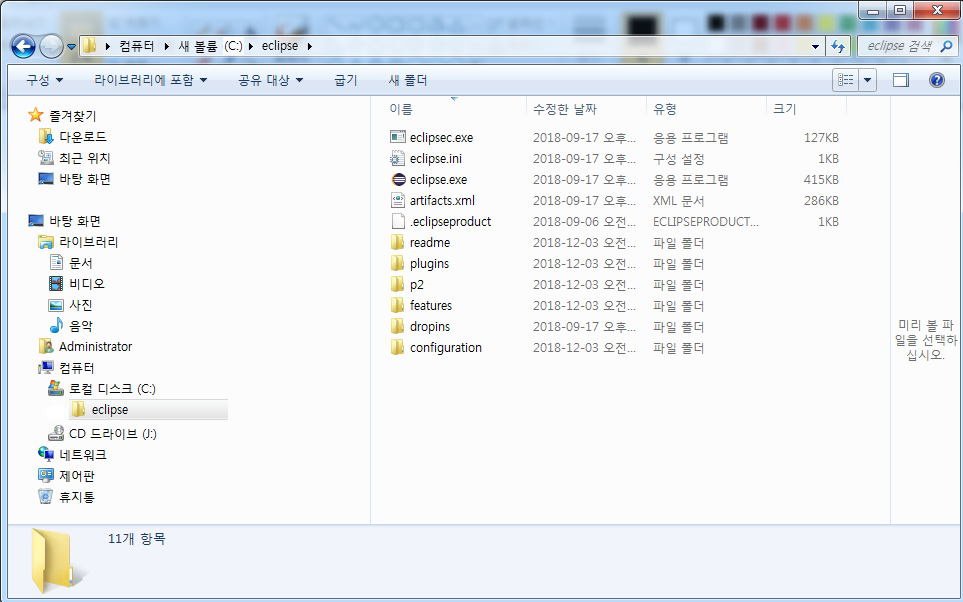 컴퓨터 새 볼륨 (C:) eclipse
eclipse 검색
구성 라이브러리에 포함 공유 대상 굽기 새 폴더
즐겨찾기
다운로드
최근 위치
바탕 화면
바탕 화면
라이브러리
문서
비디오
사진
음악
Administrator
컴퓨터
로컬 디스크 (C:)
eclipse
CD 드라이브 (J:)
네트워크
제어판
휴지통
이름 수정한 날짜 유형 크기
eclipsec.exe 2018-09-17 오후... 응용 프로그램 127KB
eclipse.ini 2018-09-17 오후... 구성 설정 1KB
eclipse.exe 2018-09-17 오후... 응용 프로그램 415KB
artifacts.xml 2018-09-17 오후... XML 문서 286KB
.eclipseproduct 2018-09-06 오전... ECLIPSEPRODUCT... 1KB
readme 2018-12-03 오전... 파일 폴더
plugins 2018-12-03 오전... 파일 폴더
p2 2018-12-03 오전... 파일 폴더
features 2018-12-03 오전... 파일 폴더
dropins 2018-09-17 오후... 파일 폴더
configuration 2018-12-03 오전... 파일 폴더
미리 볼 파
일을 선택하
십시오.
11개 항목